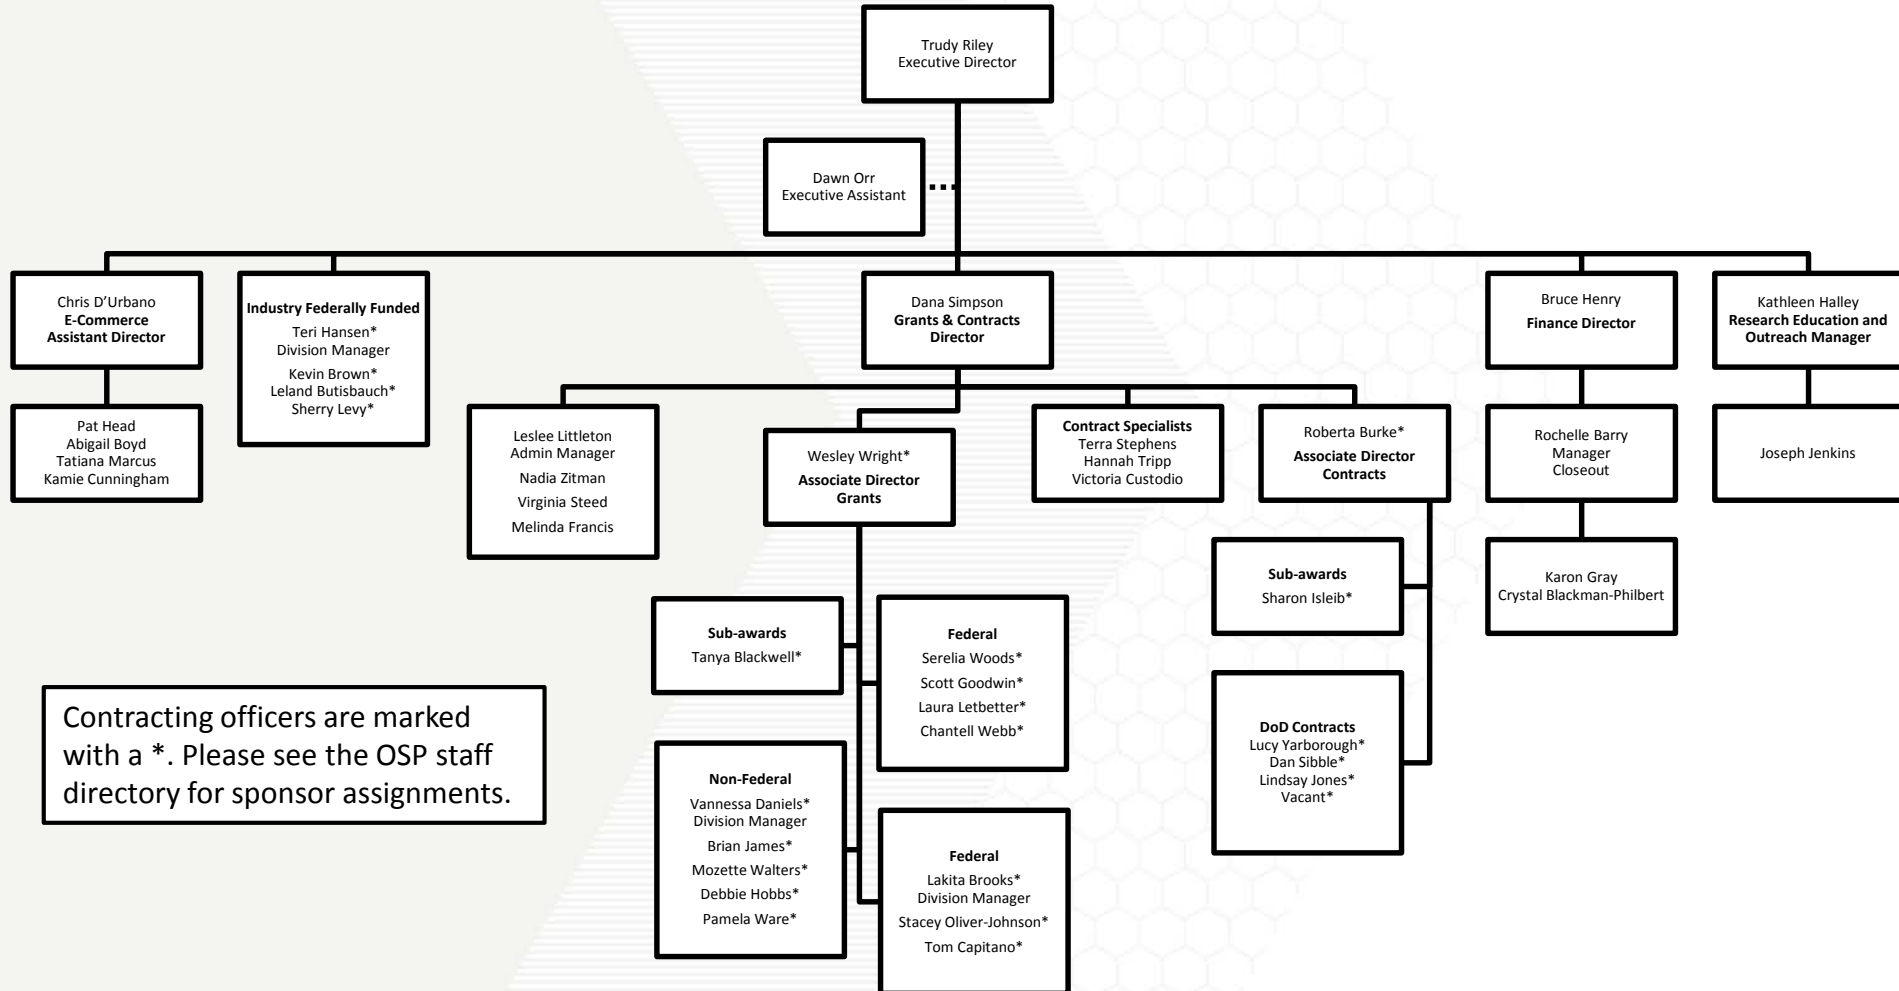 Trudy Riley
Executive Director
Dawn Orr
Executive Assistant
Chris D’Urbano
E-Commerce
Assistant Director
Industry Federally Funded
Teri Hansen*
Division Manager
Kevin Brown*
Leland Butisbauch*
Sherry Levy*
Dana Simpson
Grants & Contracts
Director
Bruce Henry
Finance Director
Kathleen Halley
Research Education and
Outreach Manager
Pat Head
Abigail Boyd
Tatiana Marcus
Kamie Cunningham
Leslee Littleton
Admin Manager
Nadia Zitman
Virginia Steed
Melinda Francis
Wesley Wright*
Associate Director
Grants
Contract Specialists
Terra Stephens
Hannah Tripp
Victoria Custodio
Roberta Burke*
Associate Director
Contracts
Rochelle Barry
Manager
Closeout
Joseph Jenkins
Sub-awards
Sharon Isleib*
Karon Gray
Crystal Blackman-Philbert
Sub-awards
Tanya Blackwell*
Federal
Serelia Woods*
Scott Goodwin*
Laura Letbetter*
Chantell Webb*
DoD Contracts
Lucy Yarborough*
Dan Sibble*
Lindsay Jones*
Vacant*
Contracting officers are marked
with a *. Please see the OSP staff
directory for sponsor assignments.
Non-Federal
Vannessa Daniels*
Division Manager
Brian James*
Mozette Walters*
Debbie Hobbs*
Pamela Ware*
Federal
Lakita Brooks*
Division Manager
Stacey Oliver-Johnson*
Tom Capitano*